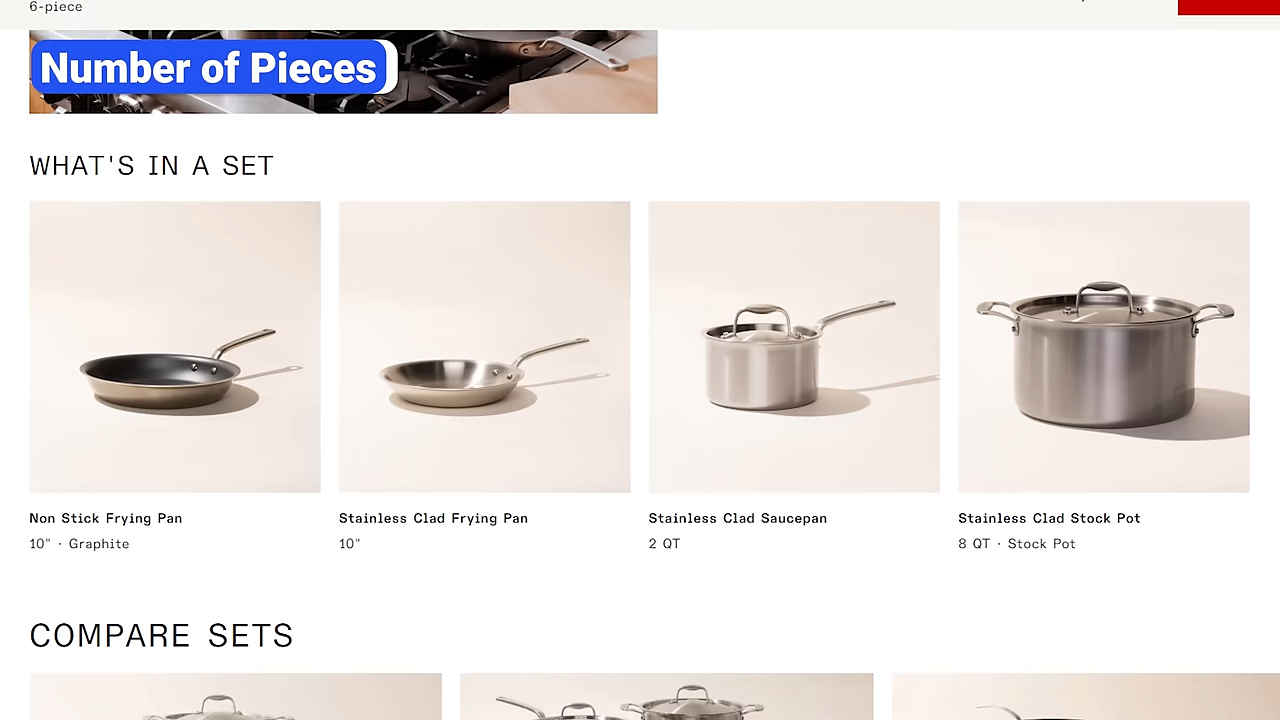 6-piece
Number of Pieces
WHAT'S IN A SET
Non Stick Frying Pan
10" · Graphite
Stainless Clad Frying Pan
10"
Stainless Clad Saucepan
2 QT
Stainless Clad Stock Pot
8 QT · Stock Pot
COMPARE SETS